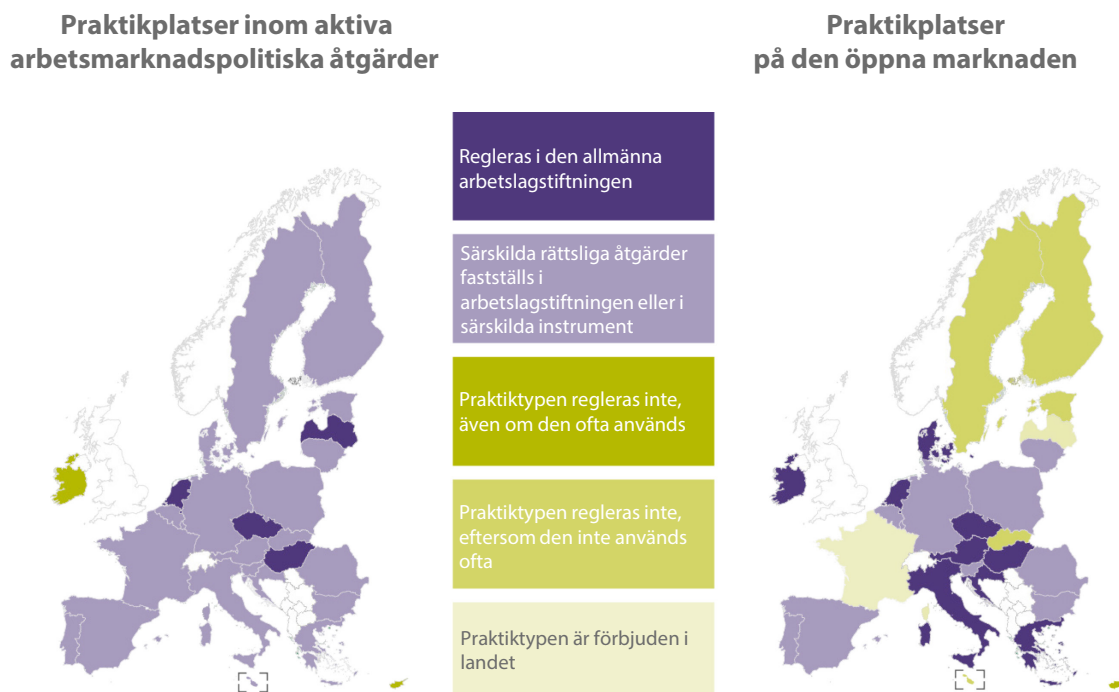 Praktikplatser inom aktiva
arbetsmarknadspolitiska åtgärder
Praktikplatser
på den öppna marknaden
Regleras i den allmänna
arbetslagstiftningen
Särskilda rättsliga åtgärder
fastställs i
arbetslagstiftningen eller i
särskilda instrument
Praktiktypen regleras inte,
även om den ofta används
Praktiktypen regleras inte,
eftersom den inte används
ofta
Praktiktypen är förbjuden i
landet